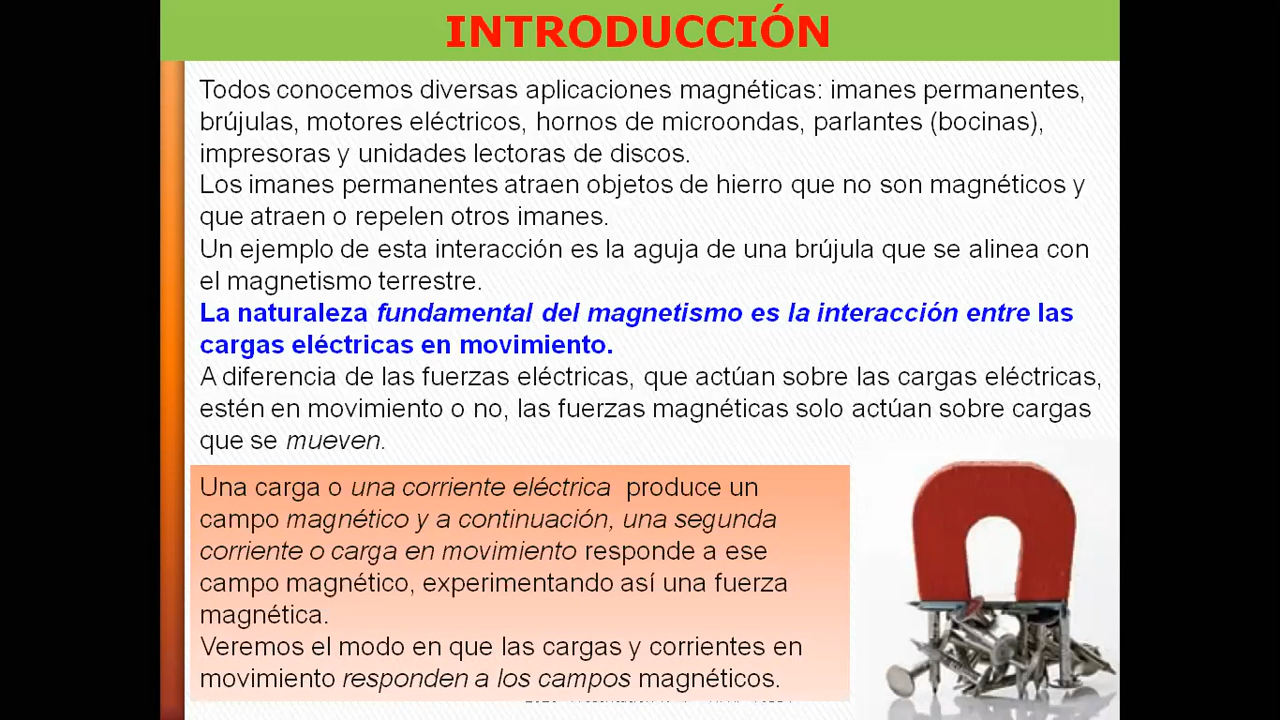 INTRODUCCIÓN
Todos conocemos diversas aplicaciones magnéticas: imanes permanentes,
brújulas, motores eléctricos, hornos de microondas, parlantes (bocinas),
impresoras y unidades lectoras de discos.
Los imanes permanentes atraen objetos de hierro que no son magnéticos y
que atraen o repelen otros imanes.
Un ejemplo de esta interacción es la aguja de una brújula que se alinea con
el magnetismo terrestre.
La naturaleza fundamental del magnetismo es la interacción entre las
cargas eléctricas en movimiento.
A diferencia de las fuerzas eléctricas, que actúan sobre las cargas eléctricas,
estén en movimiento o no, las fuerzas magnéticas solo actúan sobre cargas
que se mueven.
Una carga o una corriente eléctrica produce un
campo magnético y a continuación, una segunda
corriente o carga en movimiento responde a ese
campo magnético, experimentando así una fuerza
magnética.
Veremos el modo en que las cargas y corrientes en
movimiento responden a los campos magnéticos.